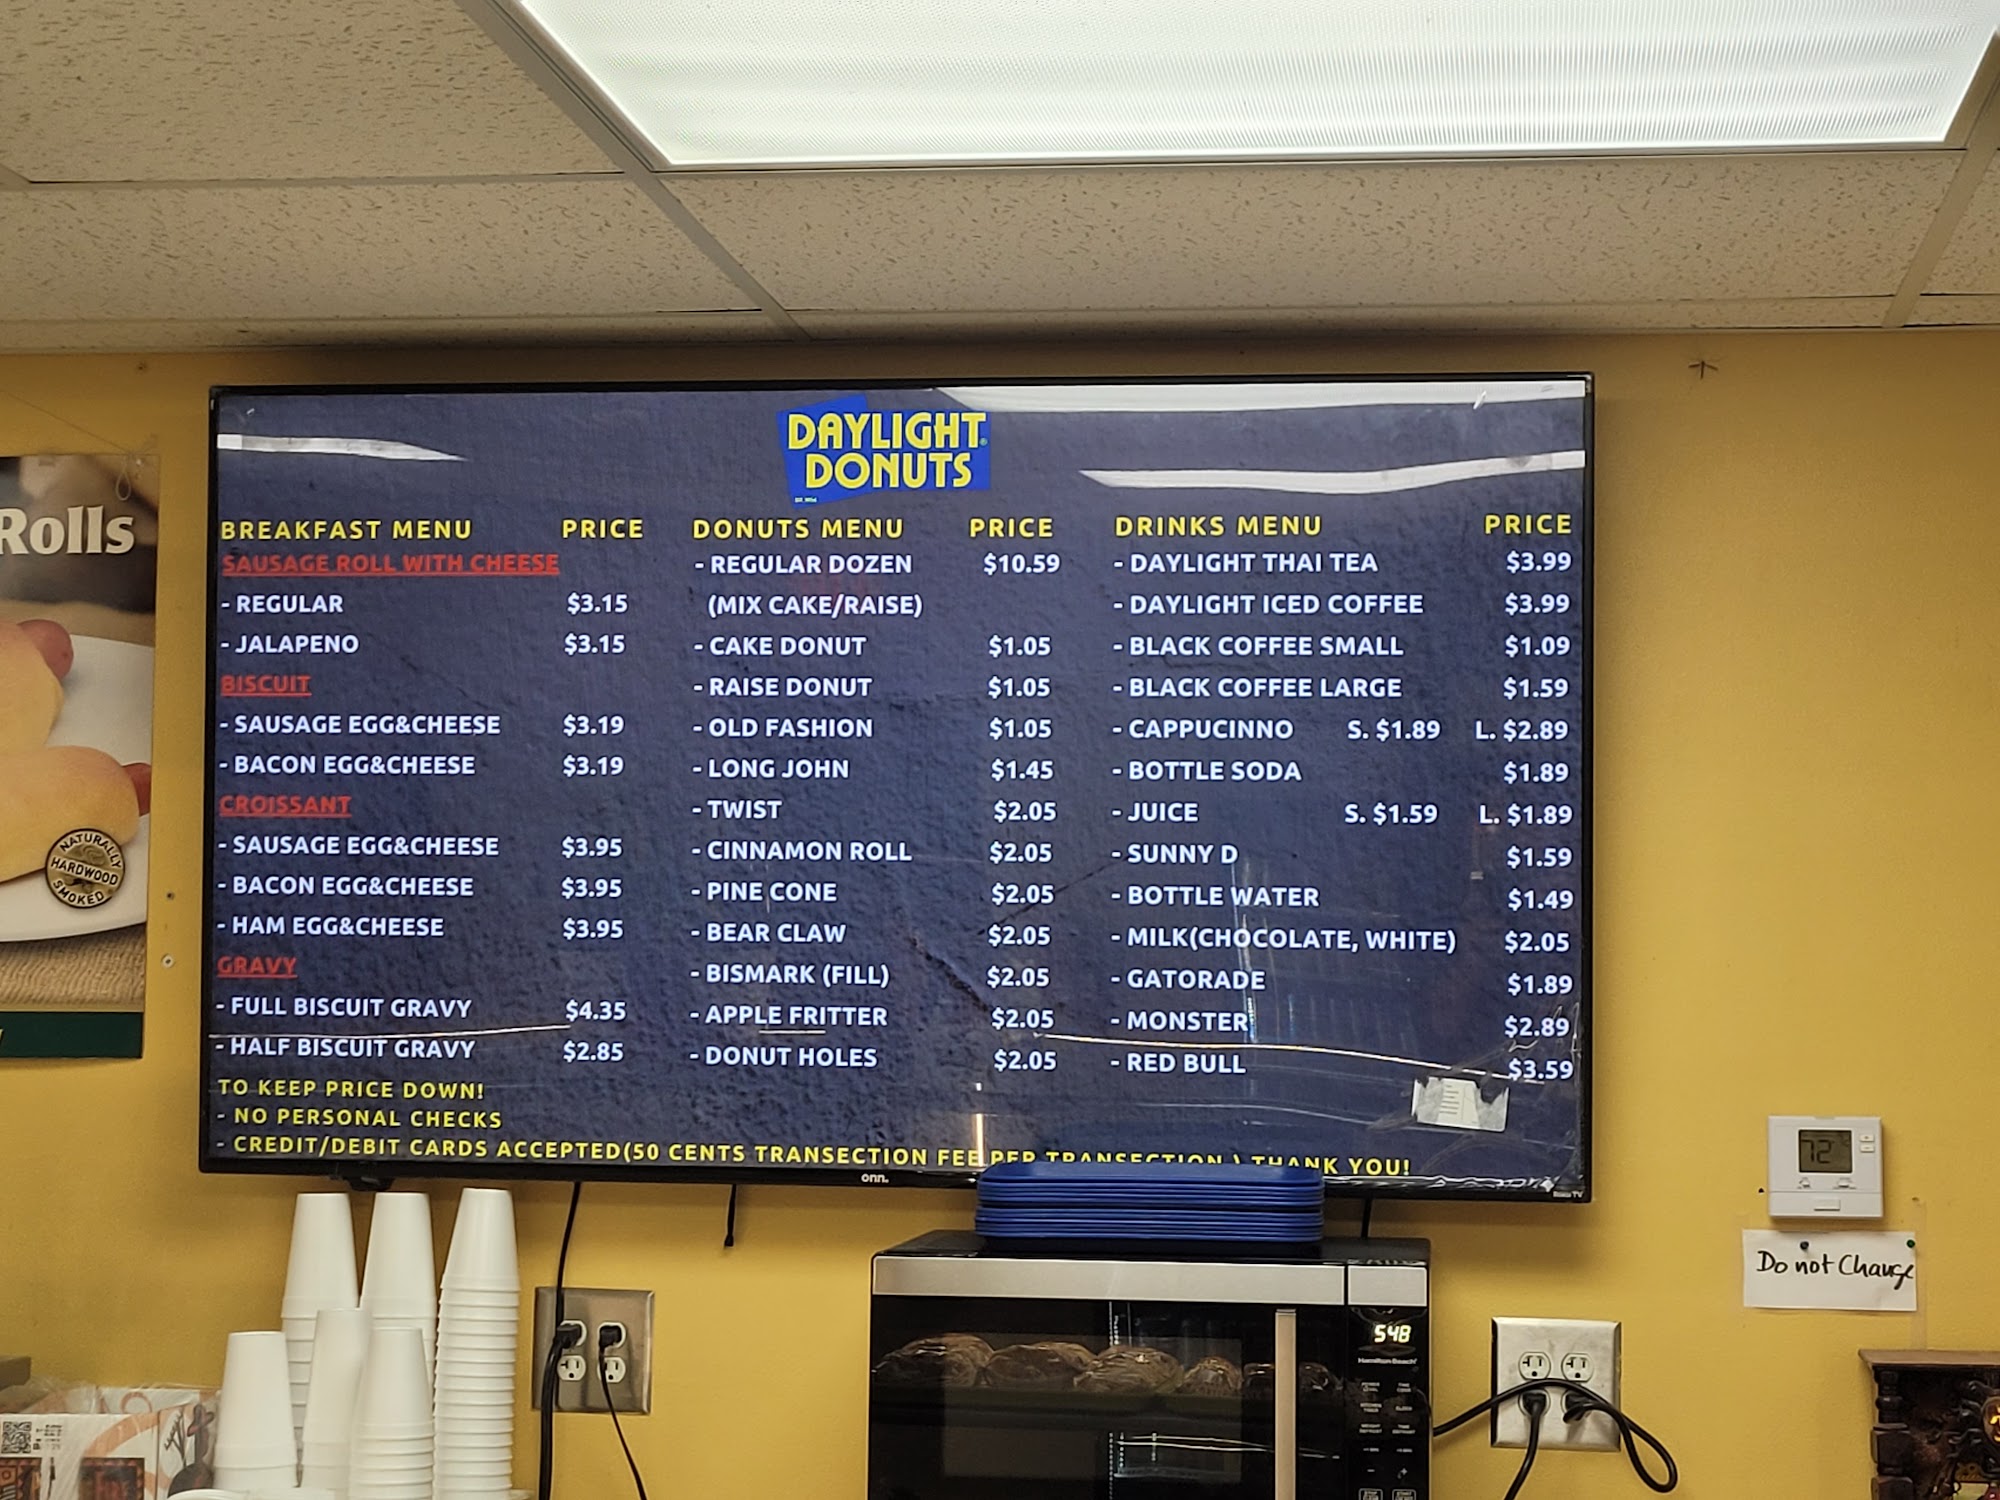 DAYLIGHT
DONUTS
BREAKFAST MENU PRICE
SAUSAGE ROLL WITH CHEESE
- REGULAR $3.15
- JALAPENO $3.15
BISCUIT
- SAUSAGE EGG&CHEESE $3.19
- BACON EGG&CHEESE $3.19
CROISSANT
- SAUSAGE EGG&CHEESE $3.95
- BACON EGG&CHEESE $3.95
- HAM EGG&CHEESE $3.95
GRAVY
- FULL BISCUIT GRAVY $4.35
- HALF BISCUIT GRAVY $2.85
DONUTS MENU PRICE
- REGULAR DOZEN $10.59
(MIX CAKE/RAISE)
- CAKE DONUT $1.05
- RAISE DONUT $1.05
- OLD FASHION $1.05
- LONG JOHN $1.45
- TWIST $2.05
- CINNAMON ROLL $2.05
- PINE CONE $2.05
- BEAR CLAW $2.05
- BISMARK (FILL) $2.05
- APPLE FRITTER $2.05
- DONUT HOLES $2.05
DRINKS MENU PRICE
- DAYLIGHT THAI TEA $3.99
- DAYLIGHT ICED COFFEE $3.99
- BLACK COFFEE SMALL $1.09
- BLACK COFFEE LARGE $1.59
- CAPPUCINNO S. $1.89 L. $2.89
- BOTTLE SODA $1.89
- JUICE S. $1.59 L. $1.89
- SUNNY D $1.59
- BOTTLE WATER $1.49
- MILK(CHOCOLATE, WHITE) $2.05
- GATORADE $1.89
- MONSTER $2.89
- RED BULL $3.59
TO KEEP PRICE DOWN!
- NO PERSONAL CHECKS
- CREDIT/DEBIT CARDS ACCEPTED(50 CENTS TRANSECTION FEE PER TRANSECTION ) THANK YOU!
onn.
Roku TV
Rolls
NATURALLY
HARDWOOD
SMOKED
72
Do not Change
548
Hamilton Beach